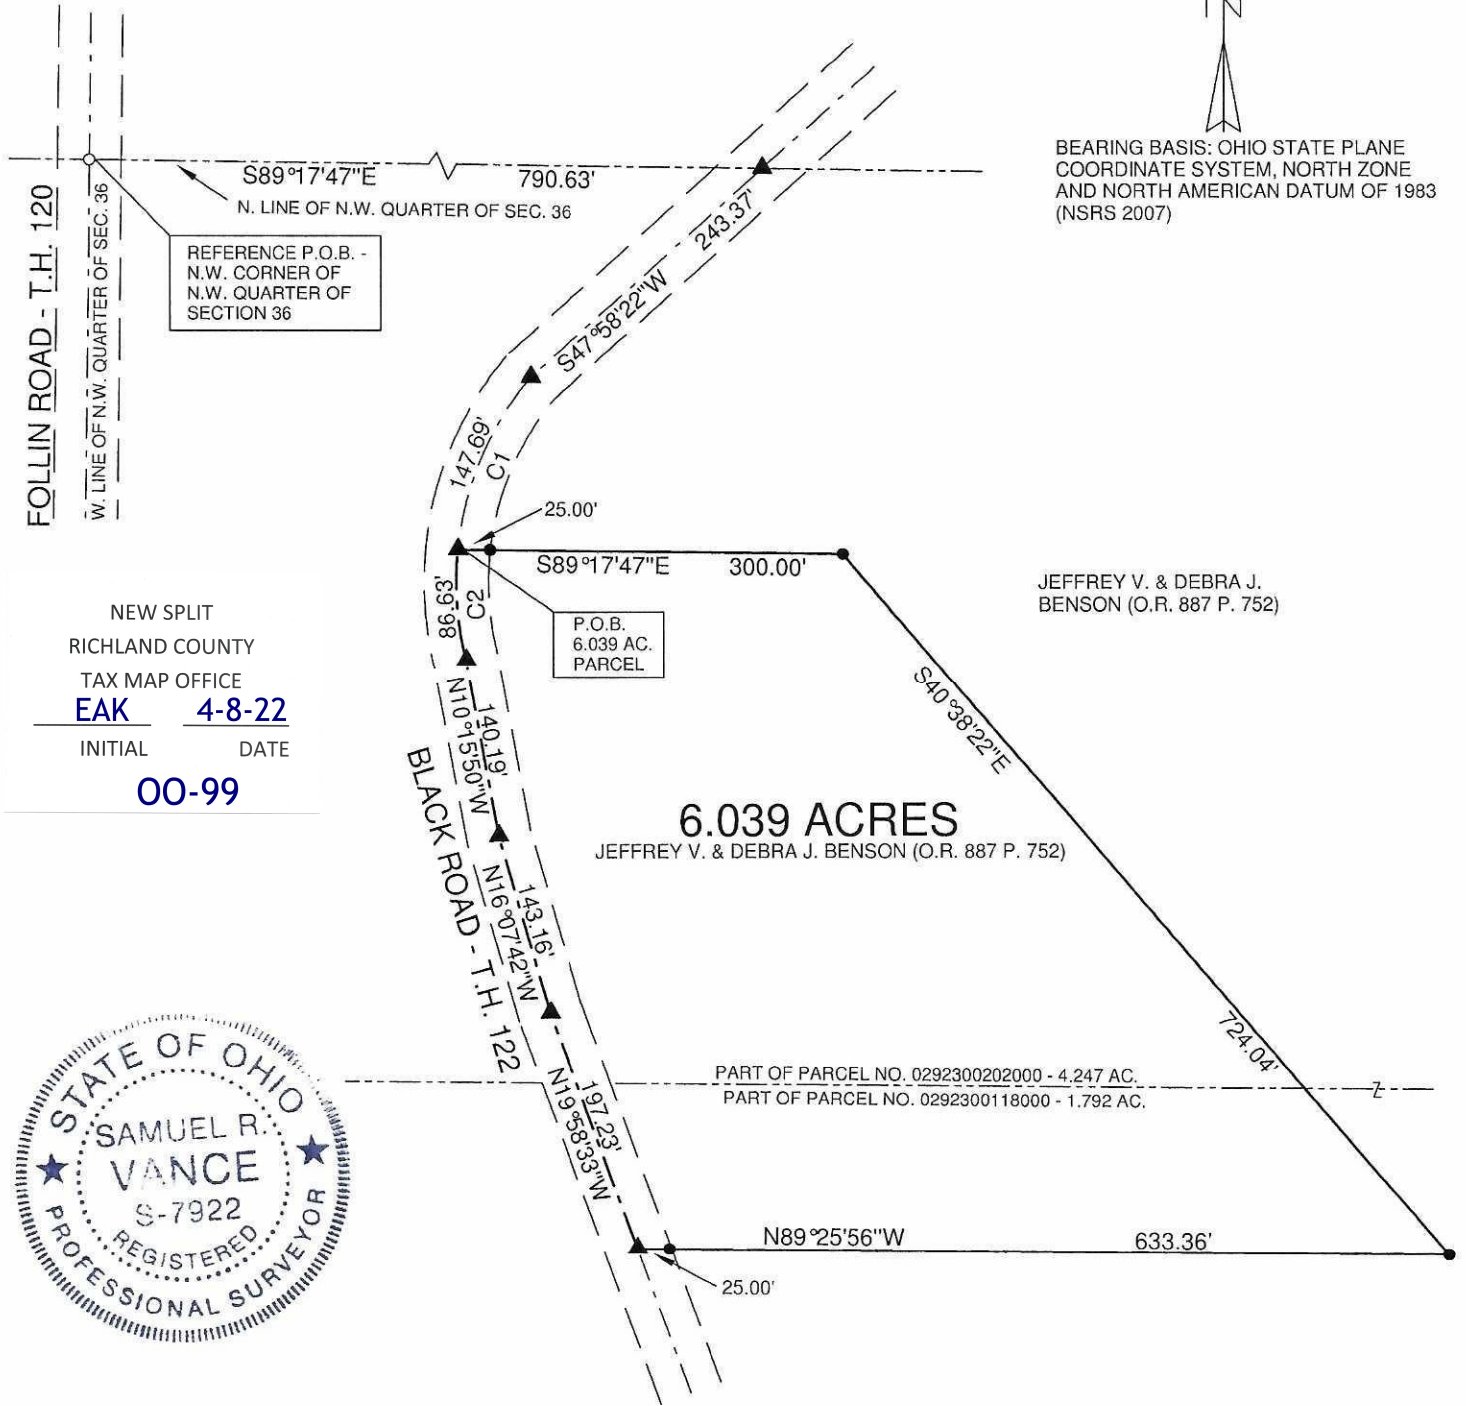 N
BEARING BASIS: OHIO STATE PLANE
COORDINATE SYSTEM, NORTH ZONE
AND NORTH AMERICAN DATUM OF 1983
(NSRS 2007)
S89°17'47"E 790.63'
N. LINE OF N.W. QUARTER OF SEC. 36
FOLLIN ROAD - T.H. 120
W. LINE OF N.W. QUARTER OF SEC. 36
REFERENCE P.O.B. -
N.W. CORNER OF
N.W. QUARTER OF
SECTION 36
243.37'
S47°58'22"W
147.69'
C1
25.00'
S89°17'47"E 300.00'
86.63'
C2
P.O.B.
6.039 AC.
PARCEL
JEFFREY V. & DEBRA J.
BENSON (O.R. 887 P. 752)
NEW SPLIT
RICHLAND COUNTY
TAX MAP OFFICE
EAK 4-8-22
INITIAL DATE
OO-99
S40°38'22"E
724.04'
140.19'
N10°15'50"W
BLACK ROAD - T.H. 122
6.039 ACRES
JEFFREY V. & DEBRA J. BENSON (O.R. 887 P. 752)
143.16'
N16°07'42"W
PART OF PARCEL NO. 0292300202000 - 4.247 AC.
PART OF PARCEL NO. 0292300118000 - 1.792 AC.
Z
197.23'
N19°58'33"W
N89°25'56"W 633.36'
25.00'
STATE OF OHIO
SAMUEL R.
VANCE
S-7922
REGISTERED
PROFESSIONAL SURVEYOR